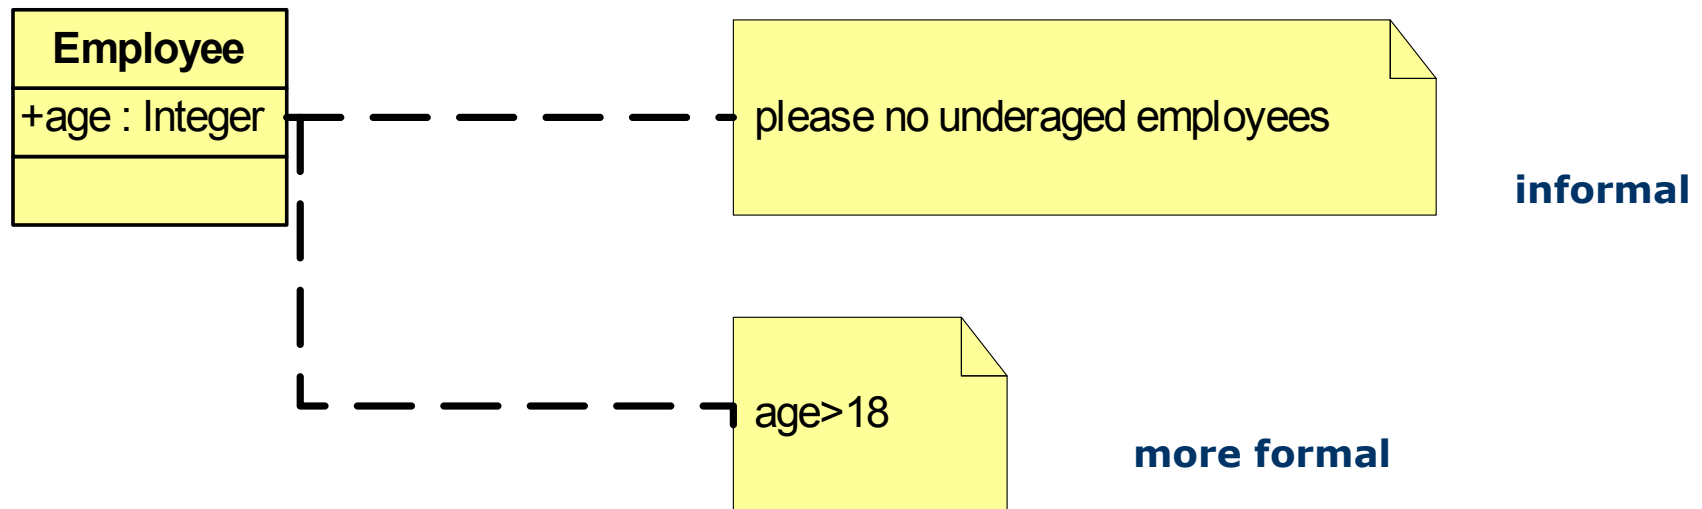 Employee
+age : Integer
please no underaged employees
informal
age>18
more formal